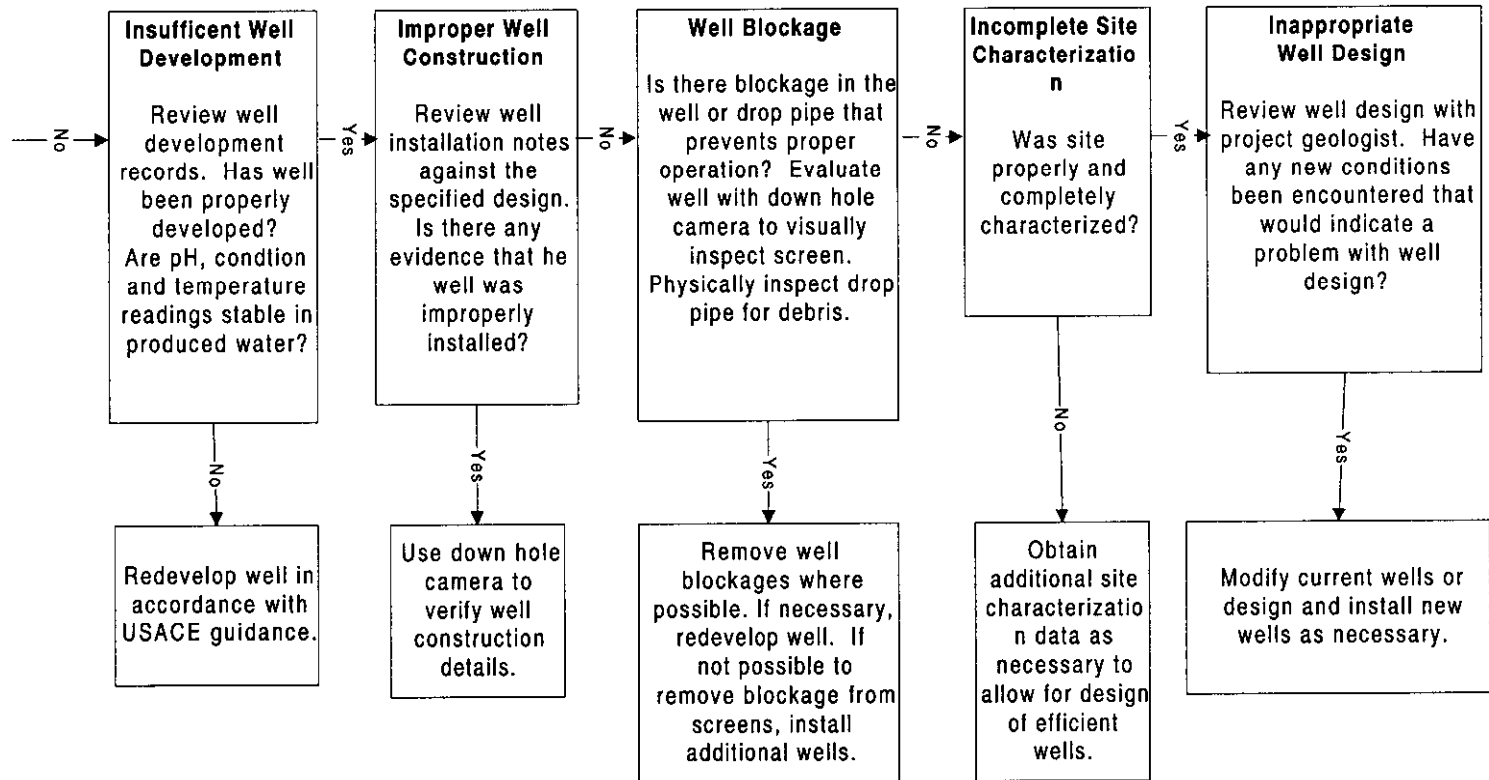 Insufficent Well
Development
Review well
development
records. Has well
been properly
developed?
Are pH, condtion
and temperature
readings stable in
produced water?
Improper Well
Construction
Review well
installation notes
against the
specified design.
Is there any
evidence that he
well was
improperly
installed?
Well Blockage
Is there blockage in the
well or drop pipe that
prevents proper
operation? Evaluate
well with down hole
camera to visually
inspect screen.
Physically inspect drop
pipe for debris.
Incomplete Site
Characterizatio
n
Was site
properly and
completely
characterized?
Inappropriate
Well Design
Review well design with
project geologist. Have
any new conditions
been encountered that
would indicate a
problem with well
design?
No
Yes
No
No
Yes
No
Yes
Yes
No
Yes
Redevelop well in
accordance with
USACE guidance.
Use down hole
camera to
verify well
construction
details.
Remove well
blockages where
possible. If necessary,
redevelop well. If
not possible to
remove blockage from
screens, install
additional wells.
Obtain
additional site
characterizatio
n data as
necessary to
allow for design
of efficient
wells.
Modify current wells or
design and install new
wells as necessary.